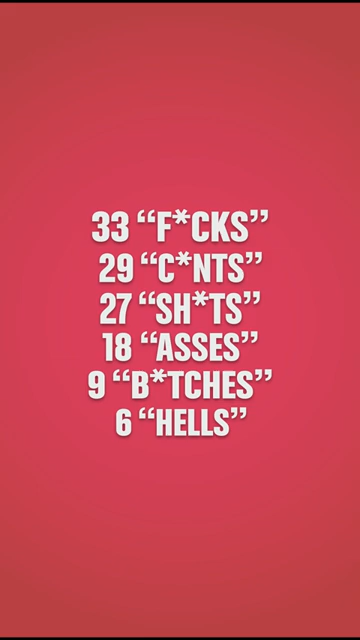 33 “F*CKS”
29 “C*NTS”
27 “SH*TS”
18 “ASSES”
9 “B*TCHES”
6 “HELLS”